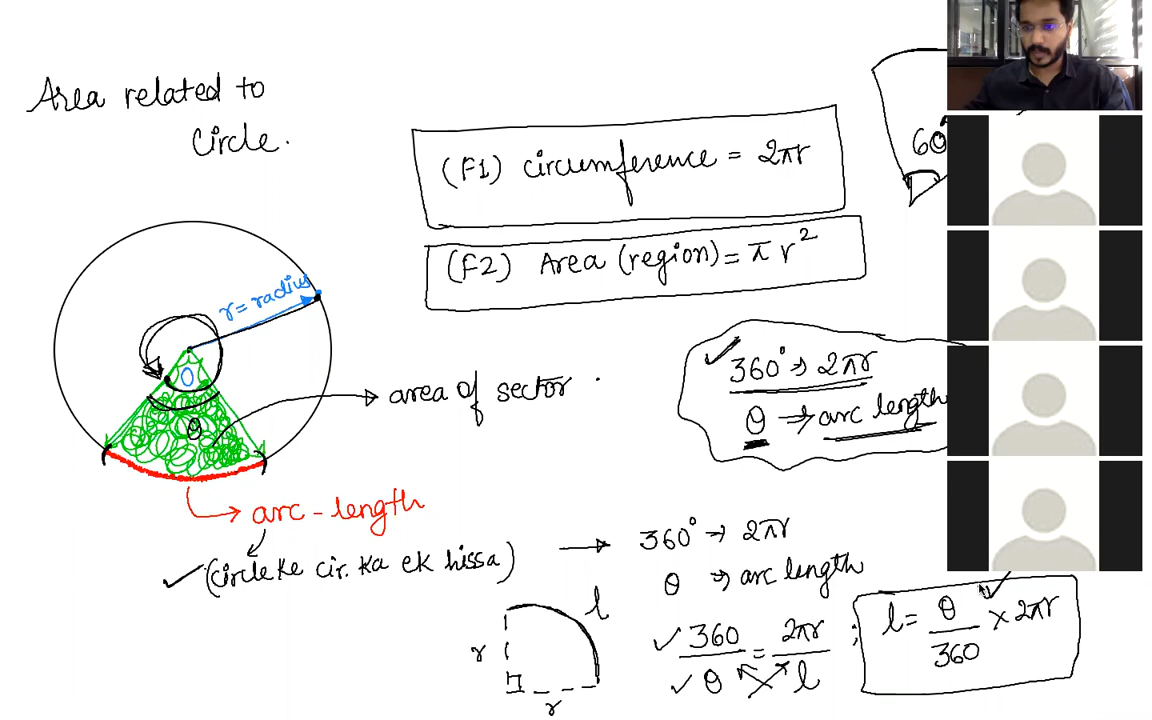 Area related to
Circle.
(F1) circumference = 2πr
(F2) Area (region) = πr²
60°
r = radius
O
θ
area of sector.
360° → 2πr
θ → arc length
arc - length
(circle ke cir. ka ek hissa)
→ 360° → 2πr
θ → arc length
l
r
r
360/θ = 2πr/l ;
l = θ/360 × 2πr